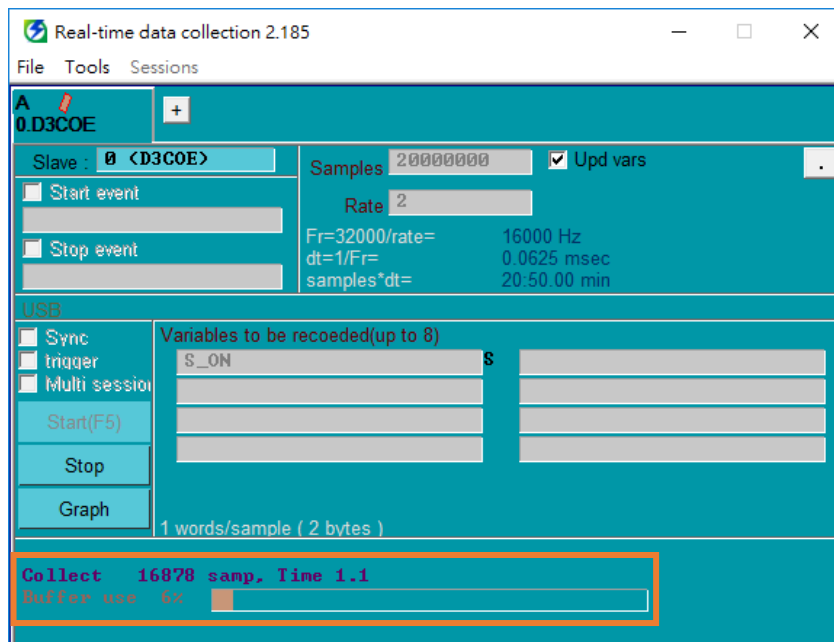 Real-time data collection 2.185
File Tools Sessions
A
0.D3COE
+
Slave : 0 (D3COE)
Start event
Stop event
Samples 20000000 Upd vars .
Rate 2
Fr=32000/rate= 16000 Hz
dt=1/Fr= 0.0625 msec
samples*dt= 20:50.00 min
USB
Sync
trigger
Multi session
Start(F5)
Stop
Graph
Variables to be recoeded(up to 8)
S_ON S
1 words/sample ( 2 bytes )
Collect 16878 samp, Time 1.1
Buffer use 6%